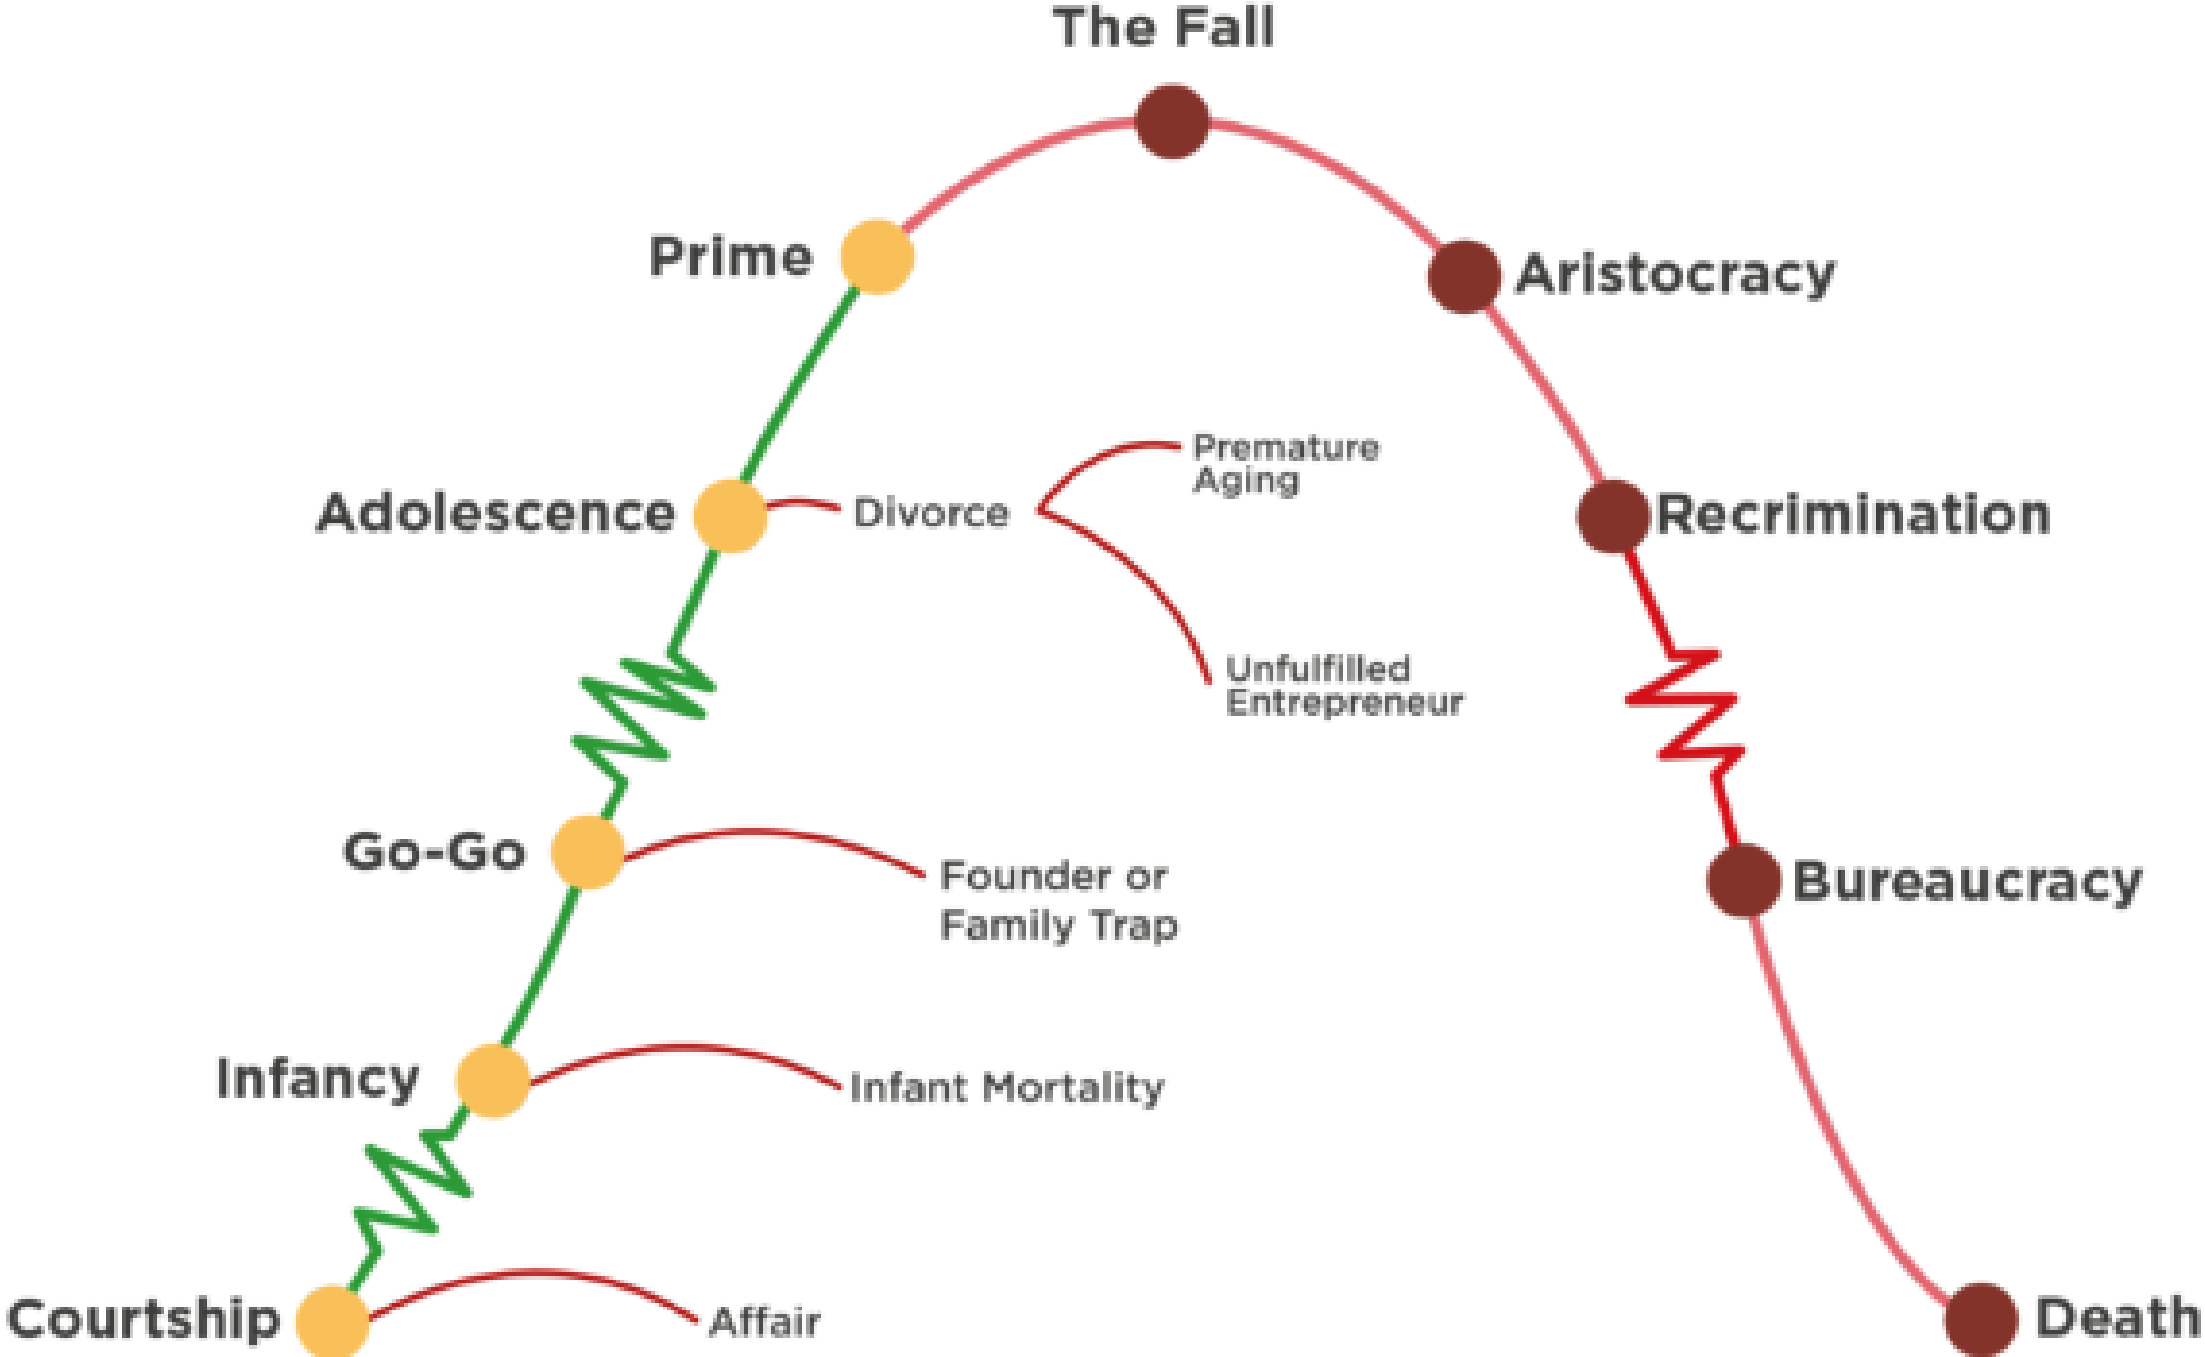 The Fall
Prime
Aristocracy
Premature
Aging
Adolescence
Divorce
Recrimination
Unfulfilled
Entrepreneur
Go-Go
Founder or
Family Trap
Bureaucracy
Infancy
Infant Mortality
Courtship
Affair
Death